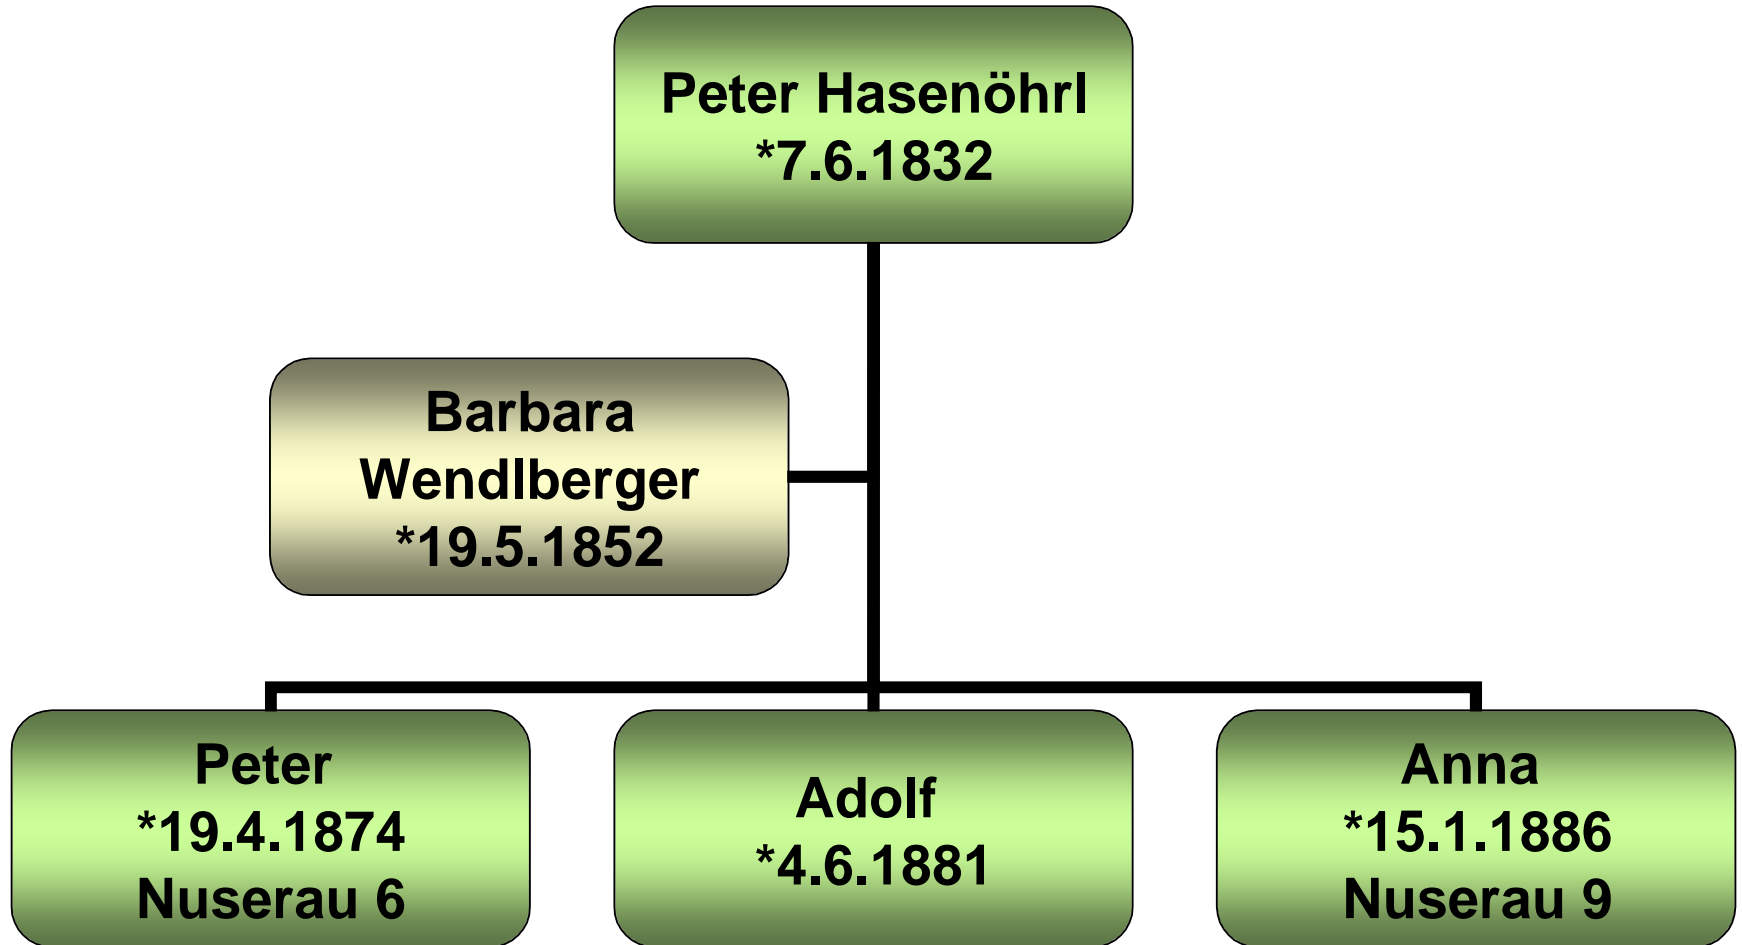 Peter Hasenöhrl
*7.6.1832
Barbara
Wendlberger
*19.5.1852
Peter
*19.4.1874
Nuserau 6
Adolf
*4.6.1881
Anna
*15.1.1886
Nuserau 9